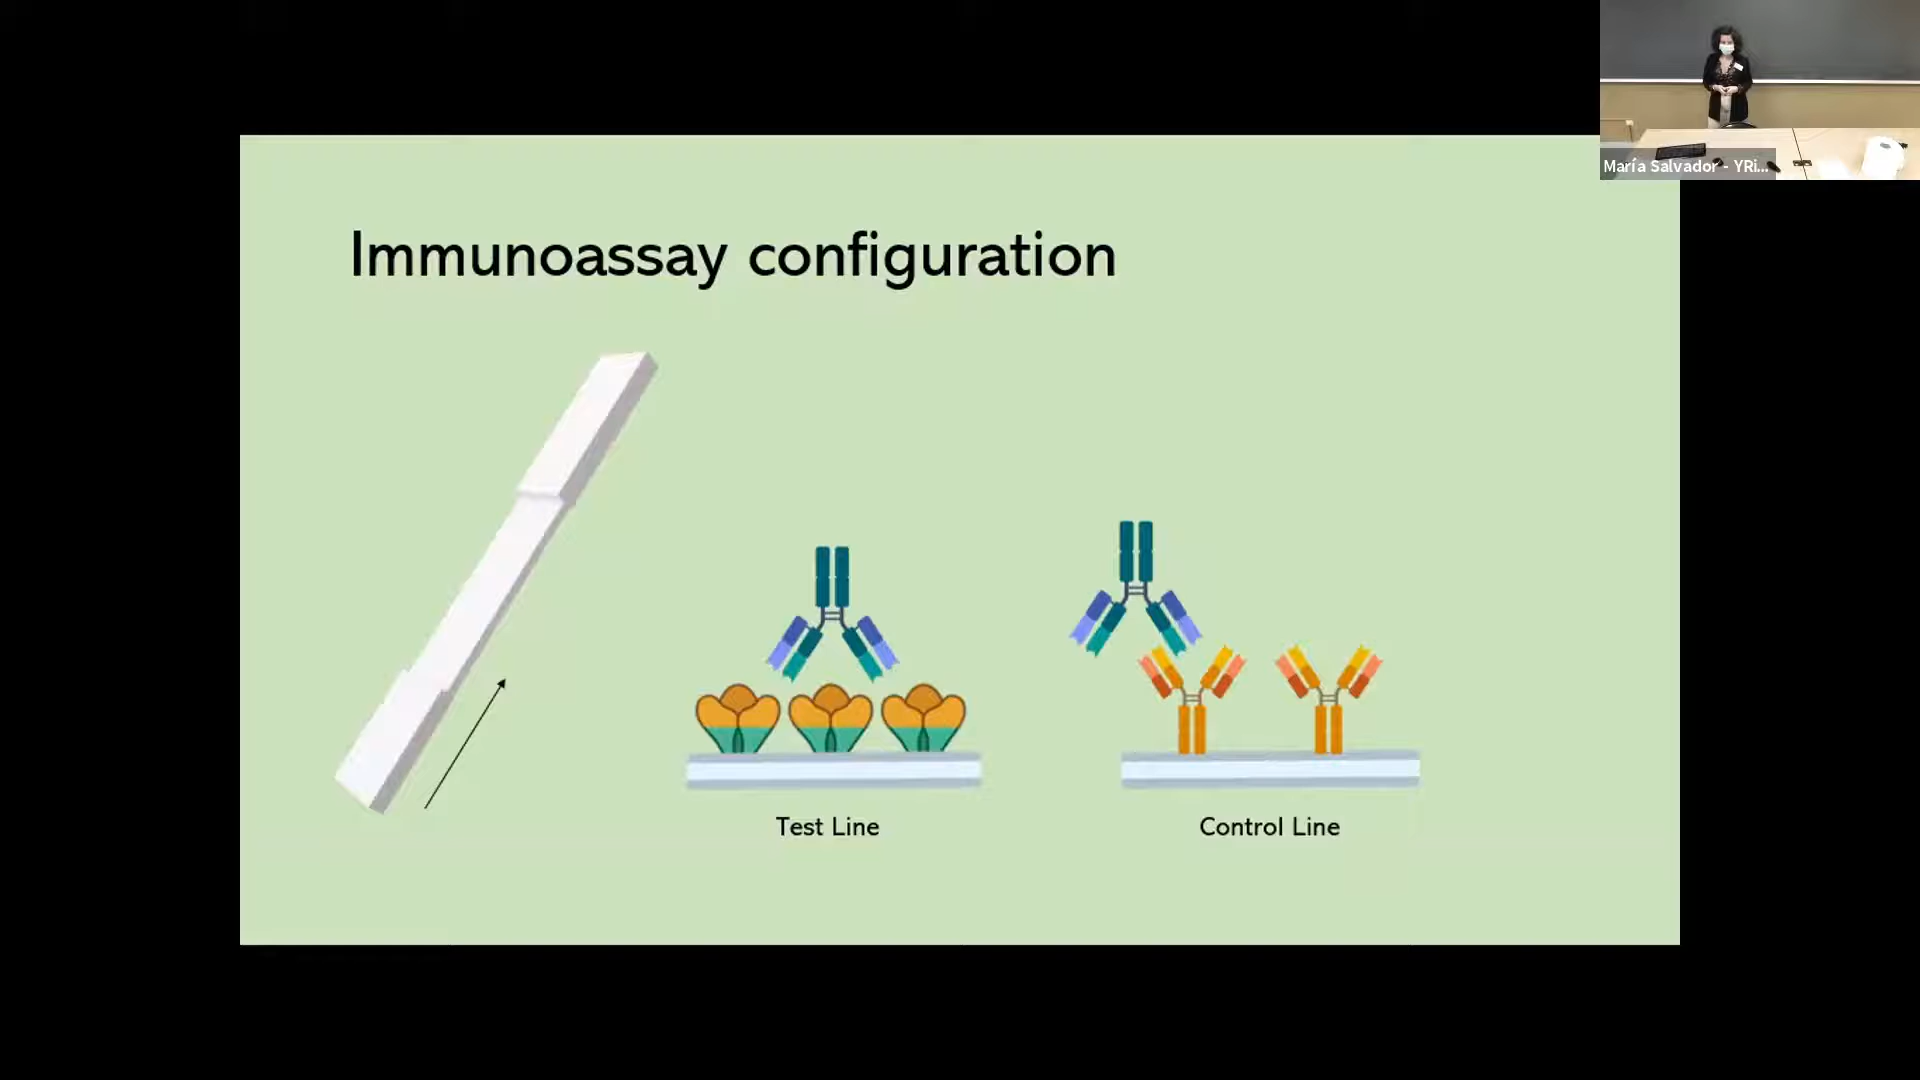 María Salvador - YRi...
Immunoassay configuration
Test Line
Control Line